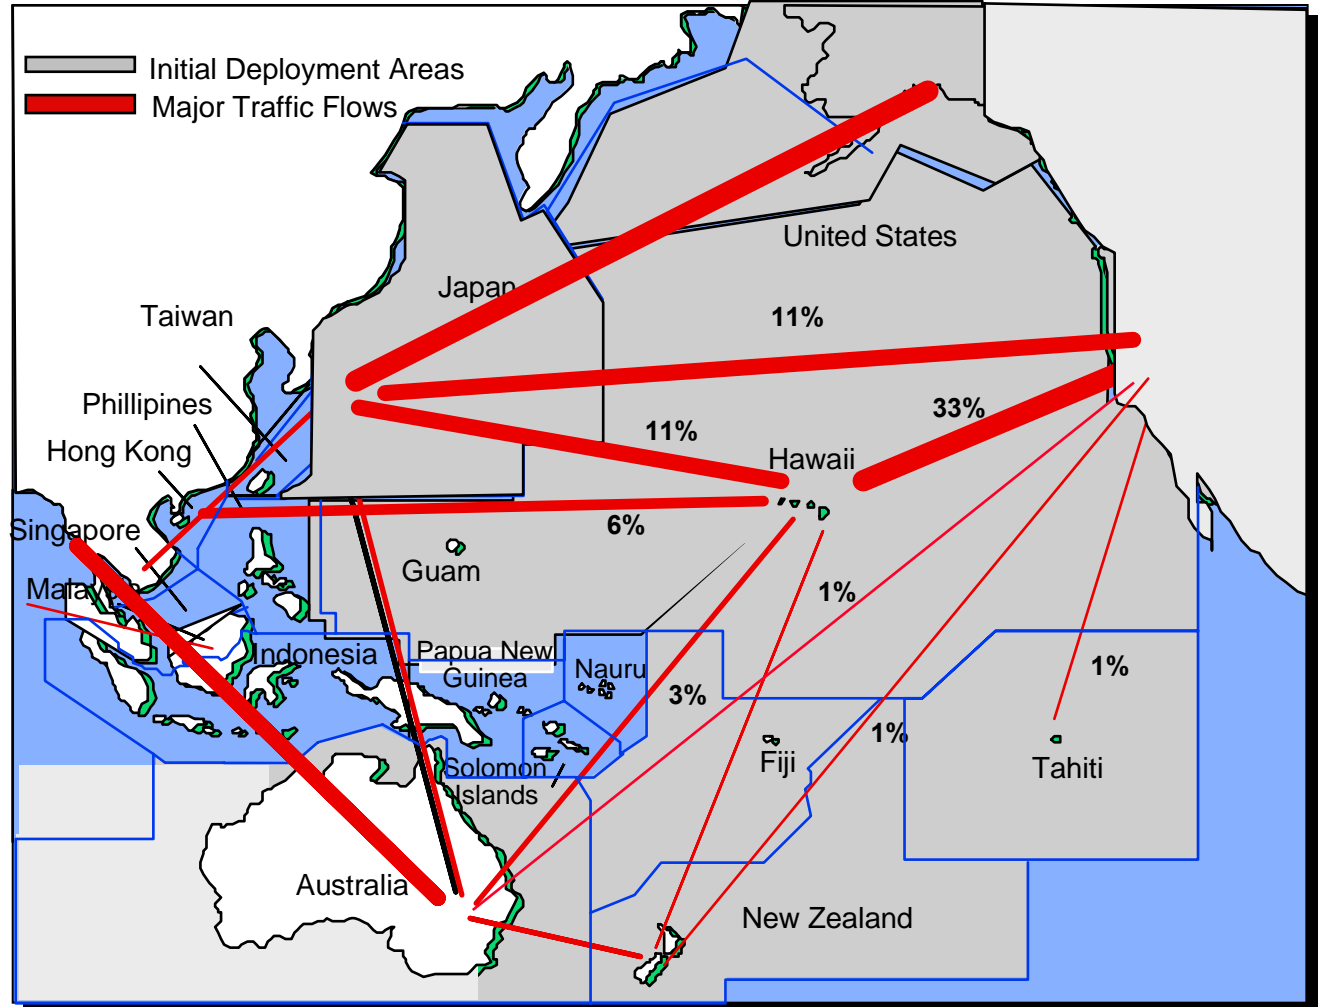 Initial Deployment Areas
Major Traffic Flows
United States
Japan
Taiwan
11%
Phillipines
33%
11%
Hong Kong
Hawaii
Singapore
6%
Guam
Malaysia
1%
Indonesia
Papua New
Guinea
Nauru
3%
1%
1%
Solomon
Islands
Fiji
Tahiti
Australia
New Zealand